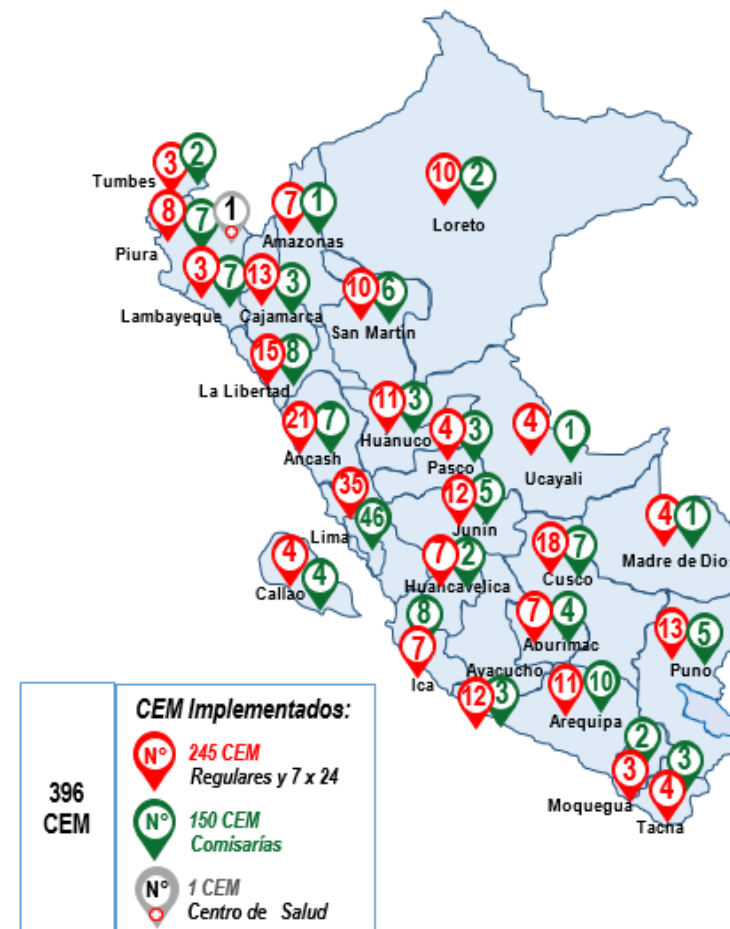 3 2
Tumbes
8 7 1
Piura
7 1
Amazonas
10 2
Loreto
3 7
Lambayeque
13 3
Cajamarca
10 6
San Martín
15 8
La Libertad
21 7
Ancash
11 3
Huanuco
4 3
Pasco
4 1
Ucayali
35 46
Lima
12 5
Junin
4 4
Callao
7 2
Huancavelica
18 7
Cusco
4 1
Madre de Dio
8
7
Ica
7 4
Aburimac
Ayacucho
12 3
11 10
Arequipa
13 5
Puno
2
3
Moquegua
3
4
Tacna
396
CEM
CEM Implementados:
N° 245 CEM
Regulares y 7 x 24
N° 150 CEM
Comisarías
N° 1 CEM
Centro de Salud